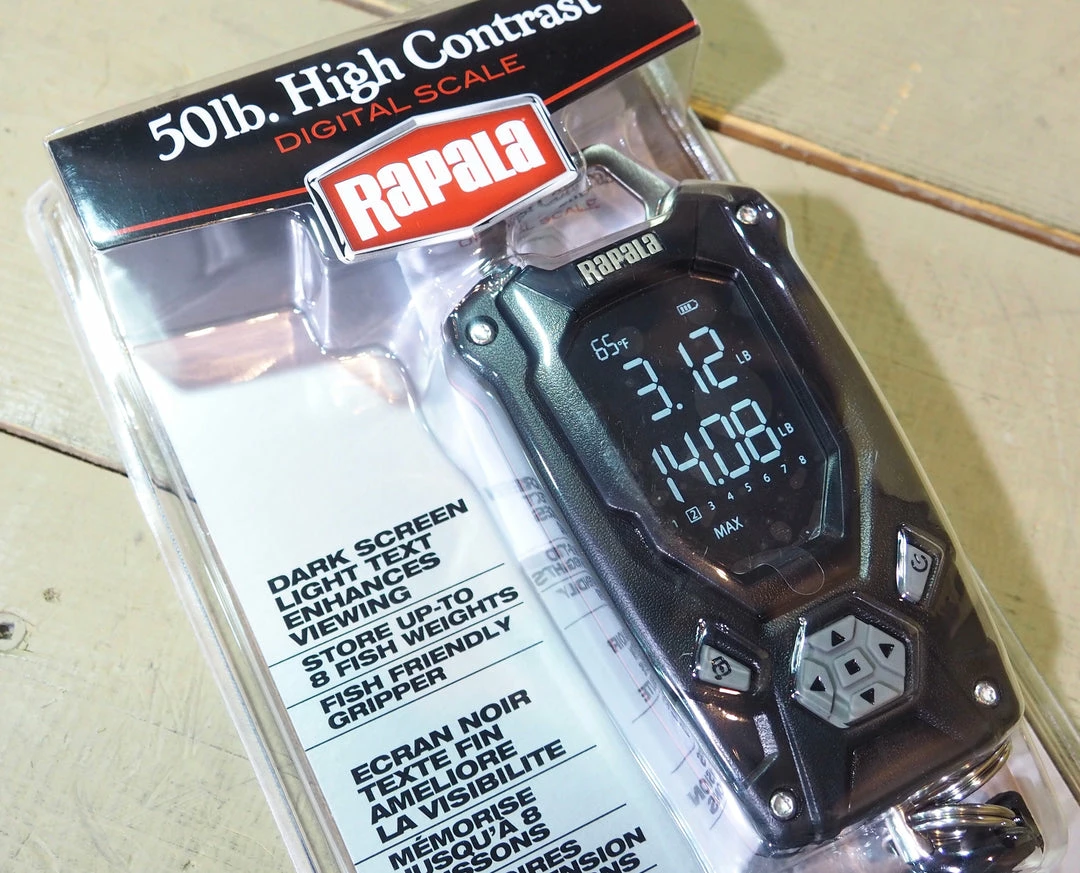 50lb. High Contrast
DIGITAL SCALE
RAPALA
RAPALA
65°F
3.12 LB
14.08 LB
1 2 3 4 5 6 7 8
MAX
DARK SCREEN
LIGHT TEXT
ENHANCES
VIEWING
STORE UP-TO
8 FISH WEIGHTS
FISH FRIENDLY
GRIPPER
ECRAN NOIR
TEXTE FIN
AMELIORE
LA VISIBILITE
MÉMORISE
JUSQU'A 8